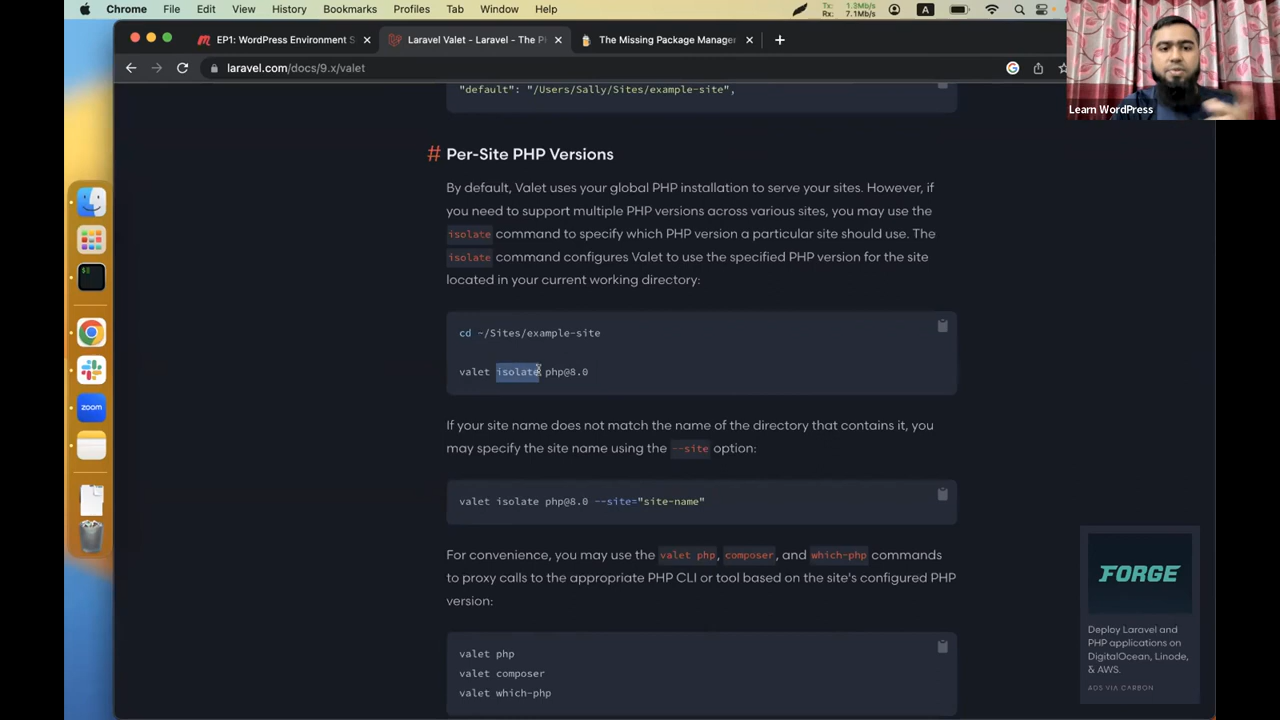 Chrome File Edit View History Bookmarks Profiles Tab Window Help
Tx: 1.3Mb/s
Rx: 7.1Mb/s
A
EP1: WordPress Environment S
Laravel Valet - Laravel - The P
The Missing Package Manager
laravel.com/docs/9.x/valet
Learn WordPress
"default": "/Users/Sally/Sites/example-site",
# Per-Site PHP Versions
By default, Valet uses your global PHP installation to serve your sites. However, if
you need to support multiple PHP versions across various sites, you may use the
isolate command to specify which PHP version a particular site should use. The
isolate command configures Valet to use the specified PHP version for the site
located in your current working directory:
cd ~/Sites/example-site
valet isolate php@8.0
If your site name does not match the name of the directory that contains it, you
may specify the site name using the --site option:
valet isolate php@8.0 --site="site-name"
For convenience, you may use the valet php, composer, and which-php commands
to proxy calls to the appropriate PHP CLI or tool based on the site's configured PHP
version:
valet php
valet composer
valet which-php
zoom
FORGE
Deploy Laravel and
PHP applications on
DigitalOcean, Linode,
& AWS.
ADS VIA CARBON